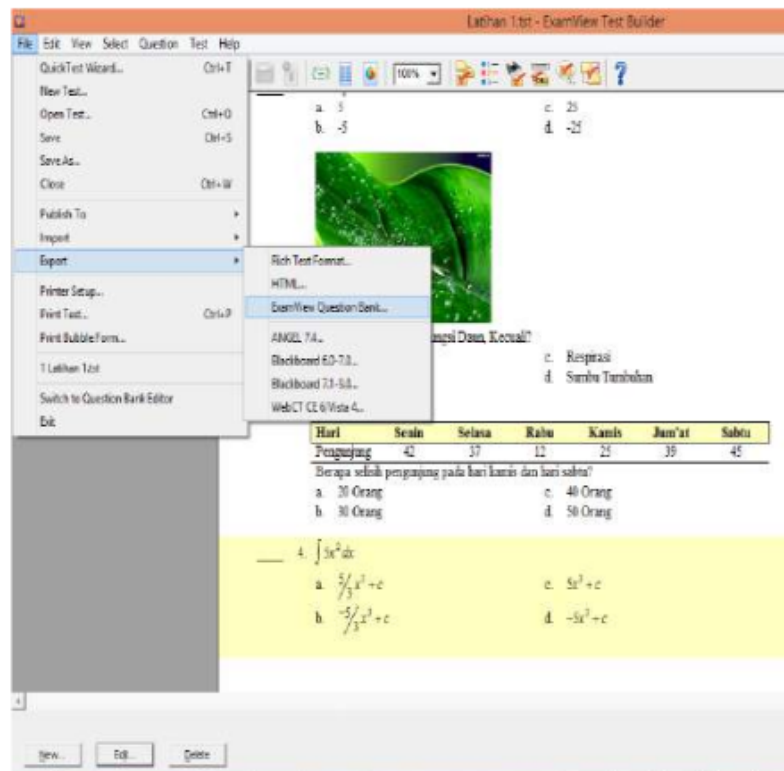 Latihan 1.tst - ExamView Test Builder
File Edit View Select Question Test Help
QuickTest Wizard... Ctrl+T
New Test...
Open Test... Ctrl+O
Save Ctrl+S
Save As...
Close Ctrl+W
Publish To
Import
Export
Printer Setup...
Print Test... Ctrl+P
Print Bubble Form...
1 Latihan 1.tst
Switch to Question Bank Editor
Exit
Rich Text Format...
HTML...
ExamView Question Bank...
ANGEL 7.4...
Blackboard 6.0-7.0...
Blackboard 7.1-9.0...
WebCT CE 6/Vista 4...
100%
a. 5 c. 25
b. -5 d. -25
Daun, Kecuali?
c. Respirasi
d. Sumbu Tumbuhan
Hari Senin Selasa Rabu Kamis Jum'at Sabtu
Pengunjung 42 37 12 25 39 45
Berapa selisih pengunjung pada hari kamis dan hari sabtu?
a. 20 Orang c. 40 Orang
b. 30 Orang d. 50 Orang
4. ∫5x² dx
a. 5/3 x³ + c c. 5x³ + c
b. -5/3 x³ + c d. -5x³ + c
New... Edit... Delete